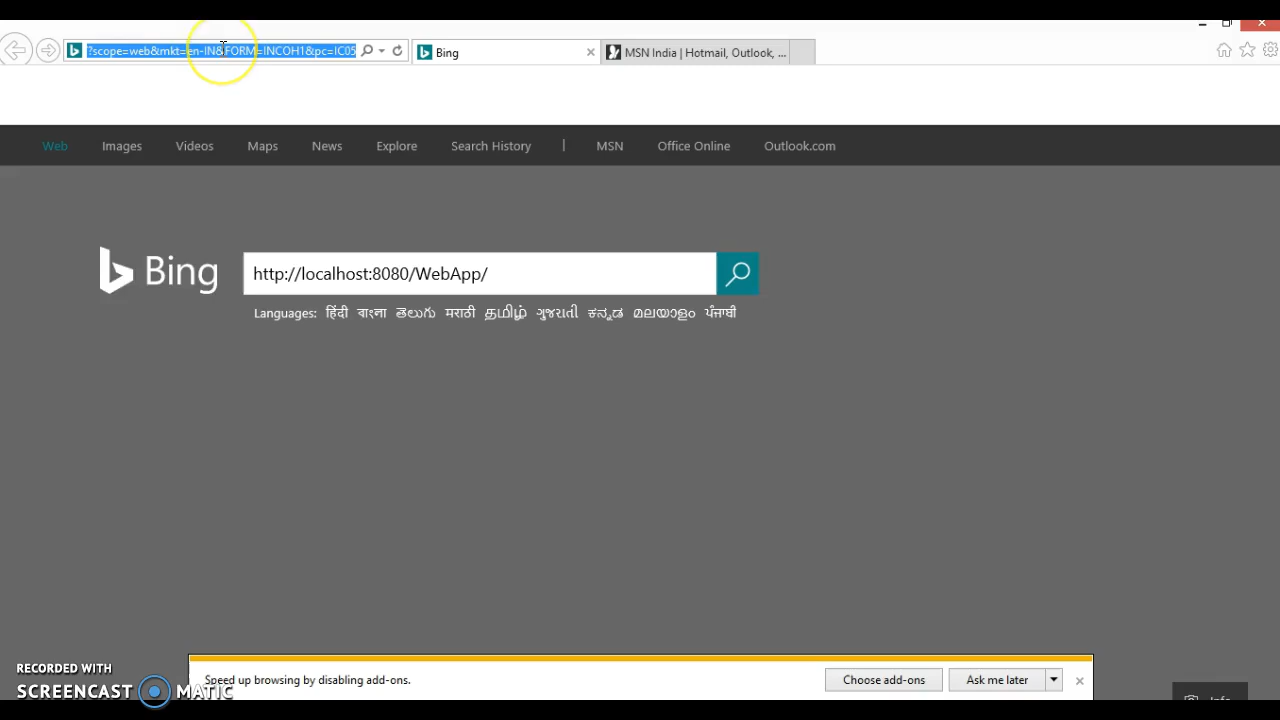 ?scope=web&mkt=en-IN&FORM=INCOH1&pc=IC05
Bing
MSN India | Hotmail, Outlook, ...
Web Images Videos Maps News Explore Search History | MSN Office Online Outlook.com
Bing
http://localhost:8080/WebApp/
Languages: हिंदी বাংলা తెలుగు मराठी தமிழ் ગુજરાતી ಕನ್ನಡ മലയാളം ਪੰਜਾਬੀ
Speed up browsing by disabling add-ons.
Choose add-ons
Ask me later
RECORDED WITH
SCREENCAST MATIC
Info